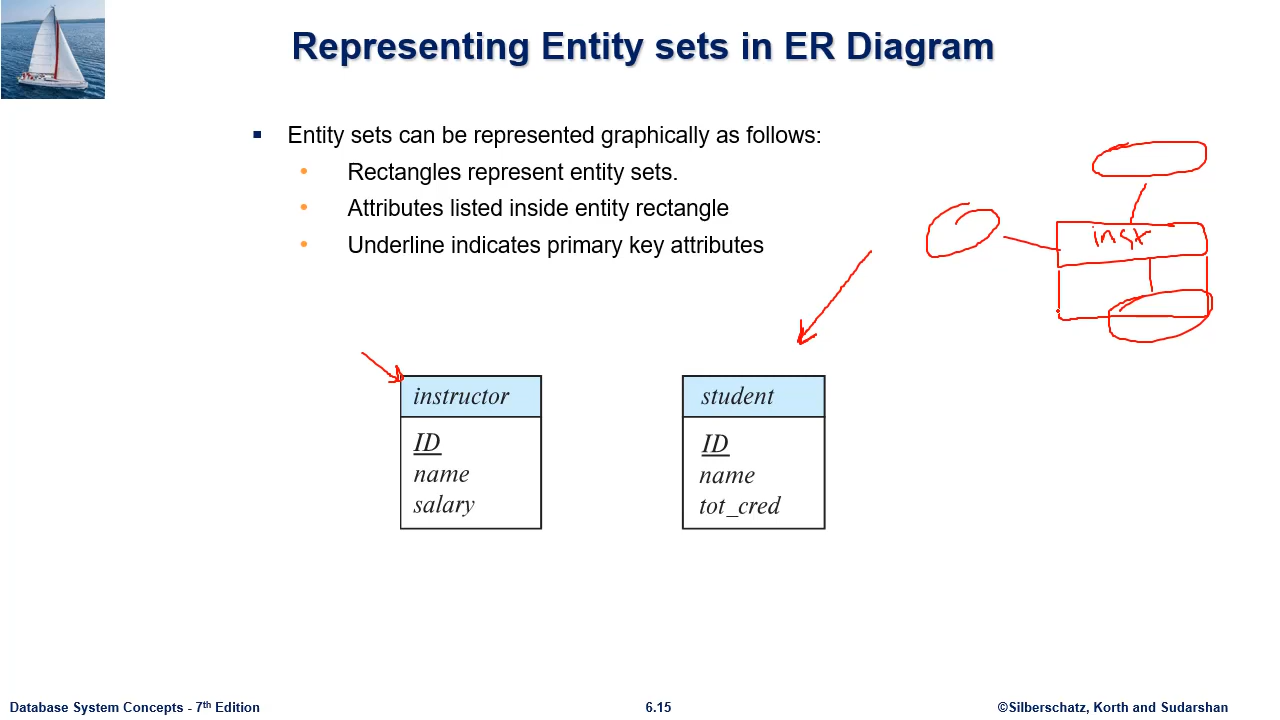 Representing Entity sets in ER Diagram
Entity sets can be represented graphically as follows:
Rectangles represent entity sets.
Attributes listed inside entity rectangle
Underline indicates primary key attributes
inst
instructor
ID
name
salary
student
ID
name
tot_cred
Database System Concepts - 7th Edition
6.15
©Silberschatz, Korth and Sudarshan